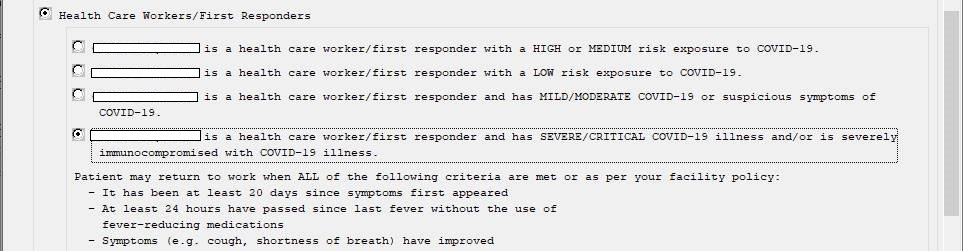 Health Care Workers/First Responders
is a health care worker/first responder with a HIGH or MEDIUM risk exposure to COVID-19.
is a health care worker/first responder with a LOW risk exposure to COVID-19.
is a health care worker/first responder and has MILD/MODERATE COVID-19 or suspicious symptoms of
COVID-19.
is a health care worker/first responder and has SEVERE/CRITICAL COVID-19 illness and/or is severely
immunocompromised with COVID-19 illness.
Patient may return to work when ALL of the following criteria are met or as per your facility policy:
- It has been at least 20 days since symptoms first appeared
- At least 24 hours have passed since last fever without the use of
fever-reducing medications
- Symptoms (e.g. cough, shortness of breath) have improved